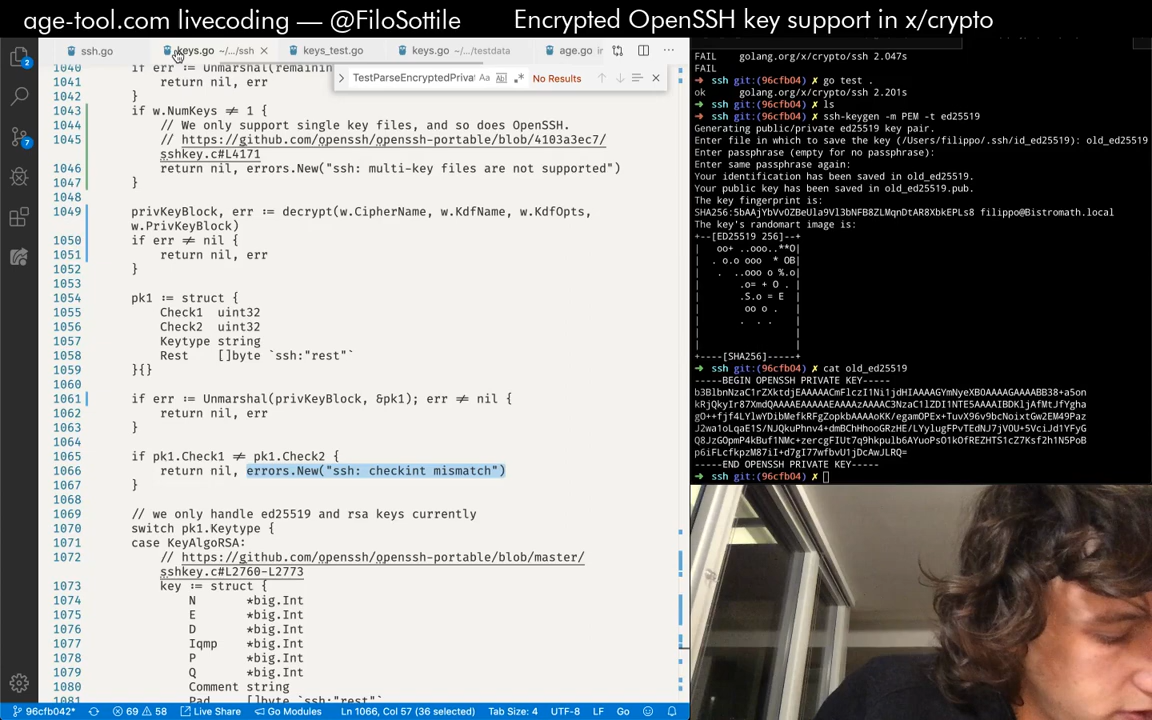 age-tool.com livecoding — @FiloSottile
Encrypted OpenSSH key support in x/crypto
ssh.go
keys.go ~/.../ssh
keys_test.go
keys.go ~/.../testdata
age.go
TestParseEncryptedPrivat
No Results
1040 if err := Unmarshal(remainin
1041 return nil, err
1042 }
1043 if w.NumKeys ≠ 1 {
1044 // We only support single key files, and so does OpenSSH.
1045 // https://github.com/openssh/openssh-portable/blob/4103a3ec7/
sshkey.c#L4171
1046 return nil, errors.New("ssh: multi-key files are not supported")
1047 }
1048
1049 privKeyBlock, err := decrypt(w.CipherName, w.KdfName, w.KdfOpts,
w.PrivKeyBlock)
1050 if err ≠ nil {
1051 return nil, err
1052 }
1053
1054 pk1 := struct {
1055 Check1 uint32
1056 Check2 uint32
1057 Keytype string
1058 Rest []byte `ssh:"rest"`
1059 }{}
1060
1061 if err := Unmarshal(privKeyBlock, &pk1); err ≠ nil {
1062 return nil, err
1063 }
1064
1065 if pk1.Check1 ≠ pk1.Check2 {
1066 return nil, errors.New("ssh: checkint mismatch")
1067 }
1068
1069 // we only handle ed25519 and rsa keys currently
1070 switch pk1.Keytype {
1071 case KeyAlgoRSA:
1072 // https://github.com/openssh/openssh-portable/blob/master/
sshkey.c#L2760-L2773
1073 key := struct {
1074 N *big.Int
1075 E *big.Int
1076 D *big.Int
1077 Iqmp *big.Int
1078 P *big.Int
1079 Q *big.Int
1080 Comment string
1081 Pad []byte `ssh:"rest"`
96cfb042* 69 58 Live Share Go Modules Ln 1066, Col 57 (36 selected) Tab Size: 4 UTF-8 LF Go
FAIL golang.org/x/crypto/ssh 2.047s
FAIL
ssh git:(96cfb04) ✗ go test .
ok golang.org/x/crypto/ssh 2.201s
ssh git:(96cfb04) ✗ ls
ssh git:(96cfb04) ✗ ssh-keygen -m PEM -t ed25519
Generating public/private ed25519 key pair.
Enter file in which to save the key (/Users/filippo/.ssh/id_ed25519): old_ed25519
Enter passphrase (empty for no passphrase):
Enter same passphrase again:
Your identification has been saved in old_ed25519.
Your public key has been saved in old_ed25519.pub.
The key fingerprint is:
filippo@Bistromath.local
The key's randomart image is:
+--[ED25519 256]--+
+----[SHA256]-----+
ssh git:(96cfb04) ✗ cat old_ed25519
-----BEGIN OPENSSH PRIVATE KEY-----
-----END OPENSSH PRIVATE KEY-----
ssh git:(96cfb04) ✗